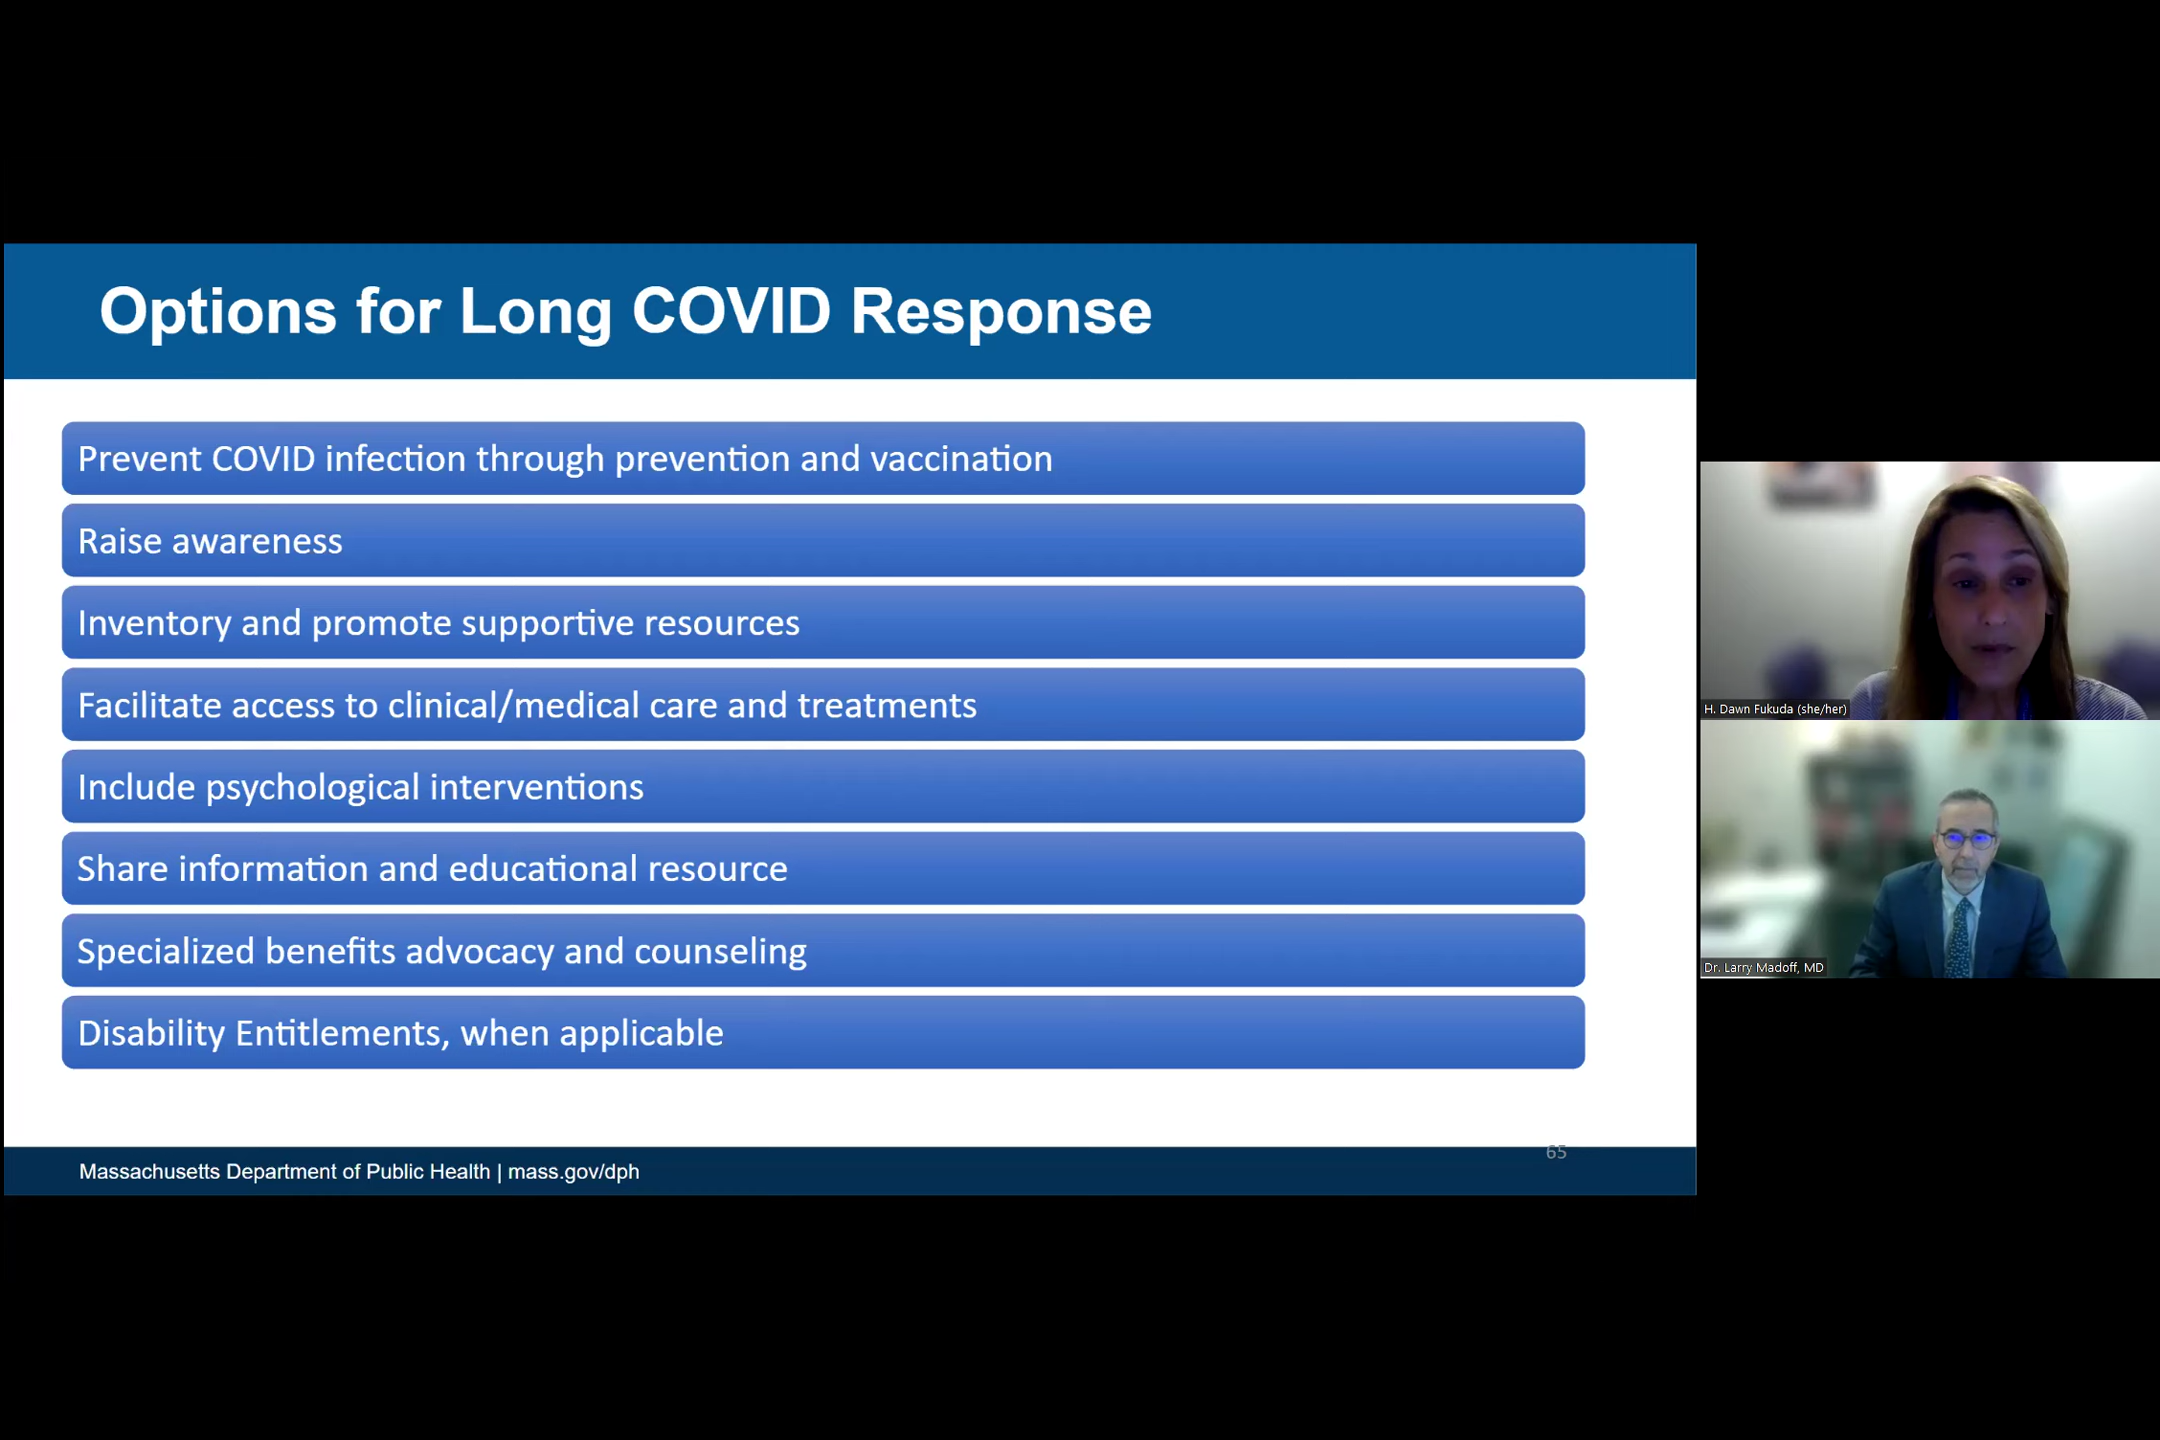 Options for Long COVID Response
Prevent COVID infection through prevention and vaccination
Raise awareness
Inventory and promote supportive resources
Facilitate access to clinical/medical care and treatments
Include psychological interventions
Share information and educational resource
Specialized benefits advocacy and counseling
Disability Entitlements, when applicable
65
Massachusetts Department of Public Health | mass.gov/dph
H. Dawn Fukuda (she/her)
Dr. Larry Madoff, MD